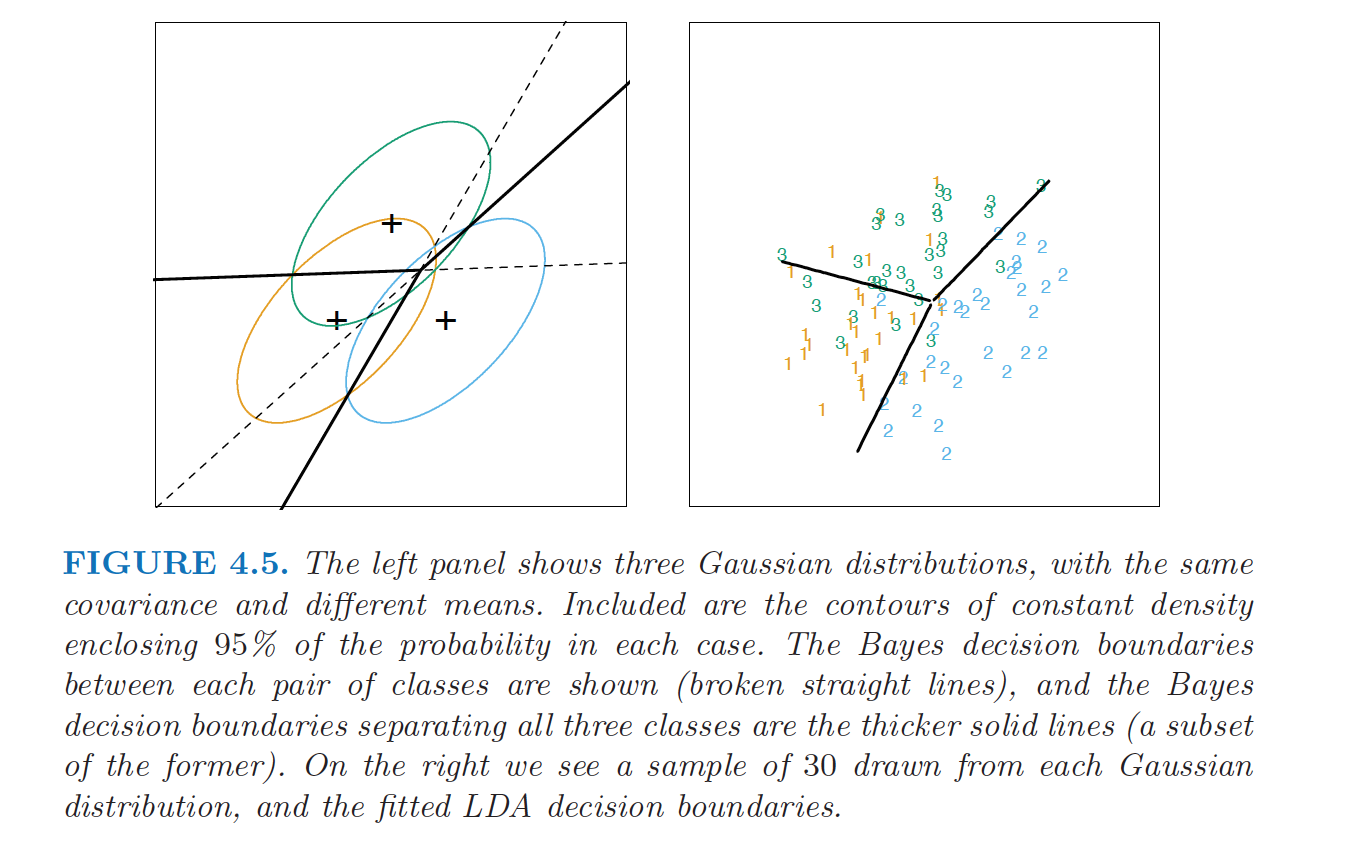 FIGURE 4.5. The left panel shows three Gaussian distributions, with the same
covariance and different means. Included are the contours of constant density
enclosing 95% of the probability in each case. The Bayes decision boundaries
between each pair of classes are shown (broken straight lines), and the Bayes
decision boundaries separating all three classes are the thicker solid lines (a subset
of the former). On the right we see a sample of 30 drawn from each Gaussian
distribution, and the fitted LDA decision boundaries.